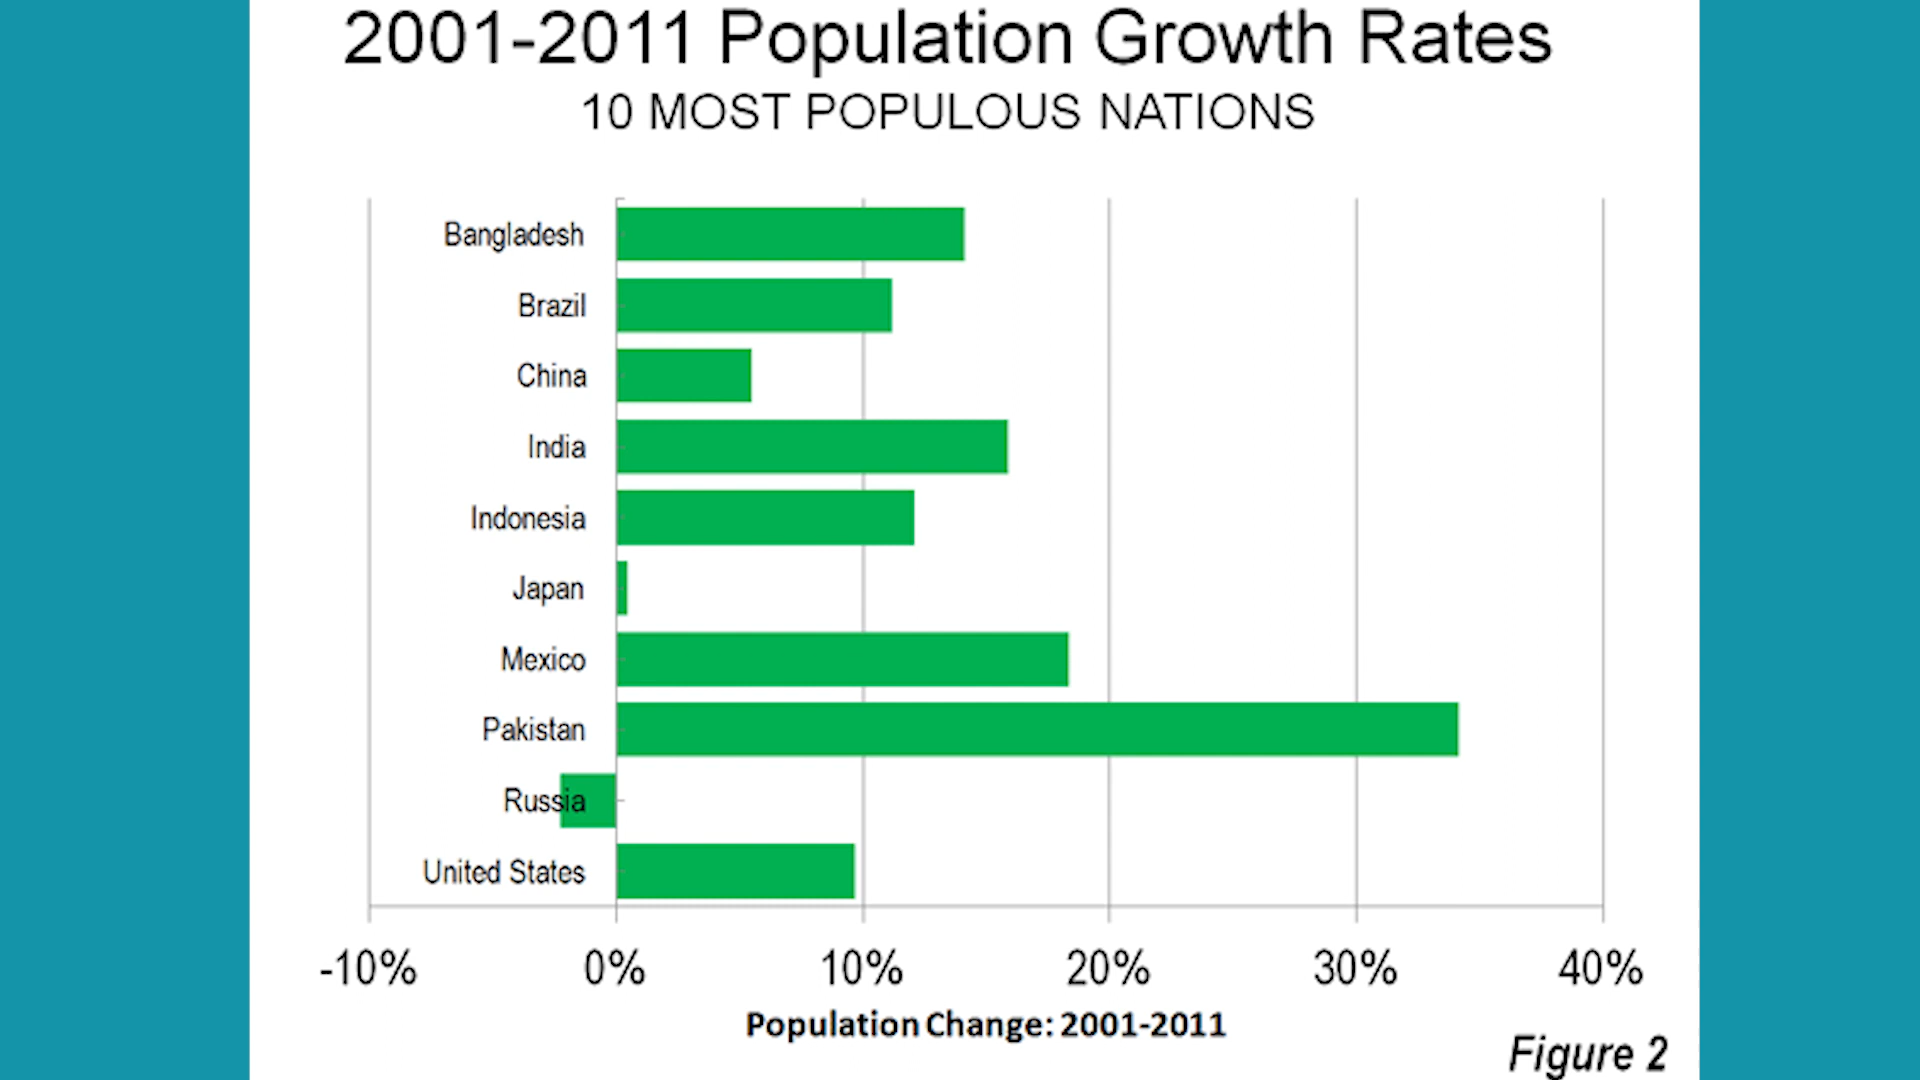 2001-2011 Population Growth Rates
10 MOST POPULOUS NATIONS
Bangladesh
Brazil
China
India
Indonesia
Japan
Mexico
Pakistan
Russia
United States
-10% 0% 10% 20% 30% 40%
Population Change: 2001-2011
Figure 2